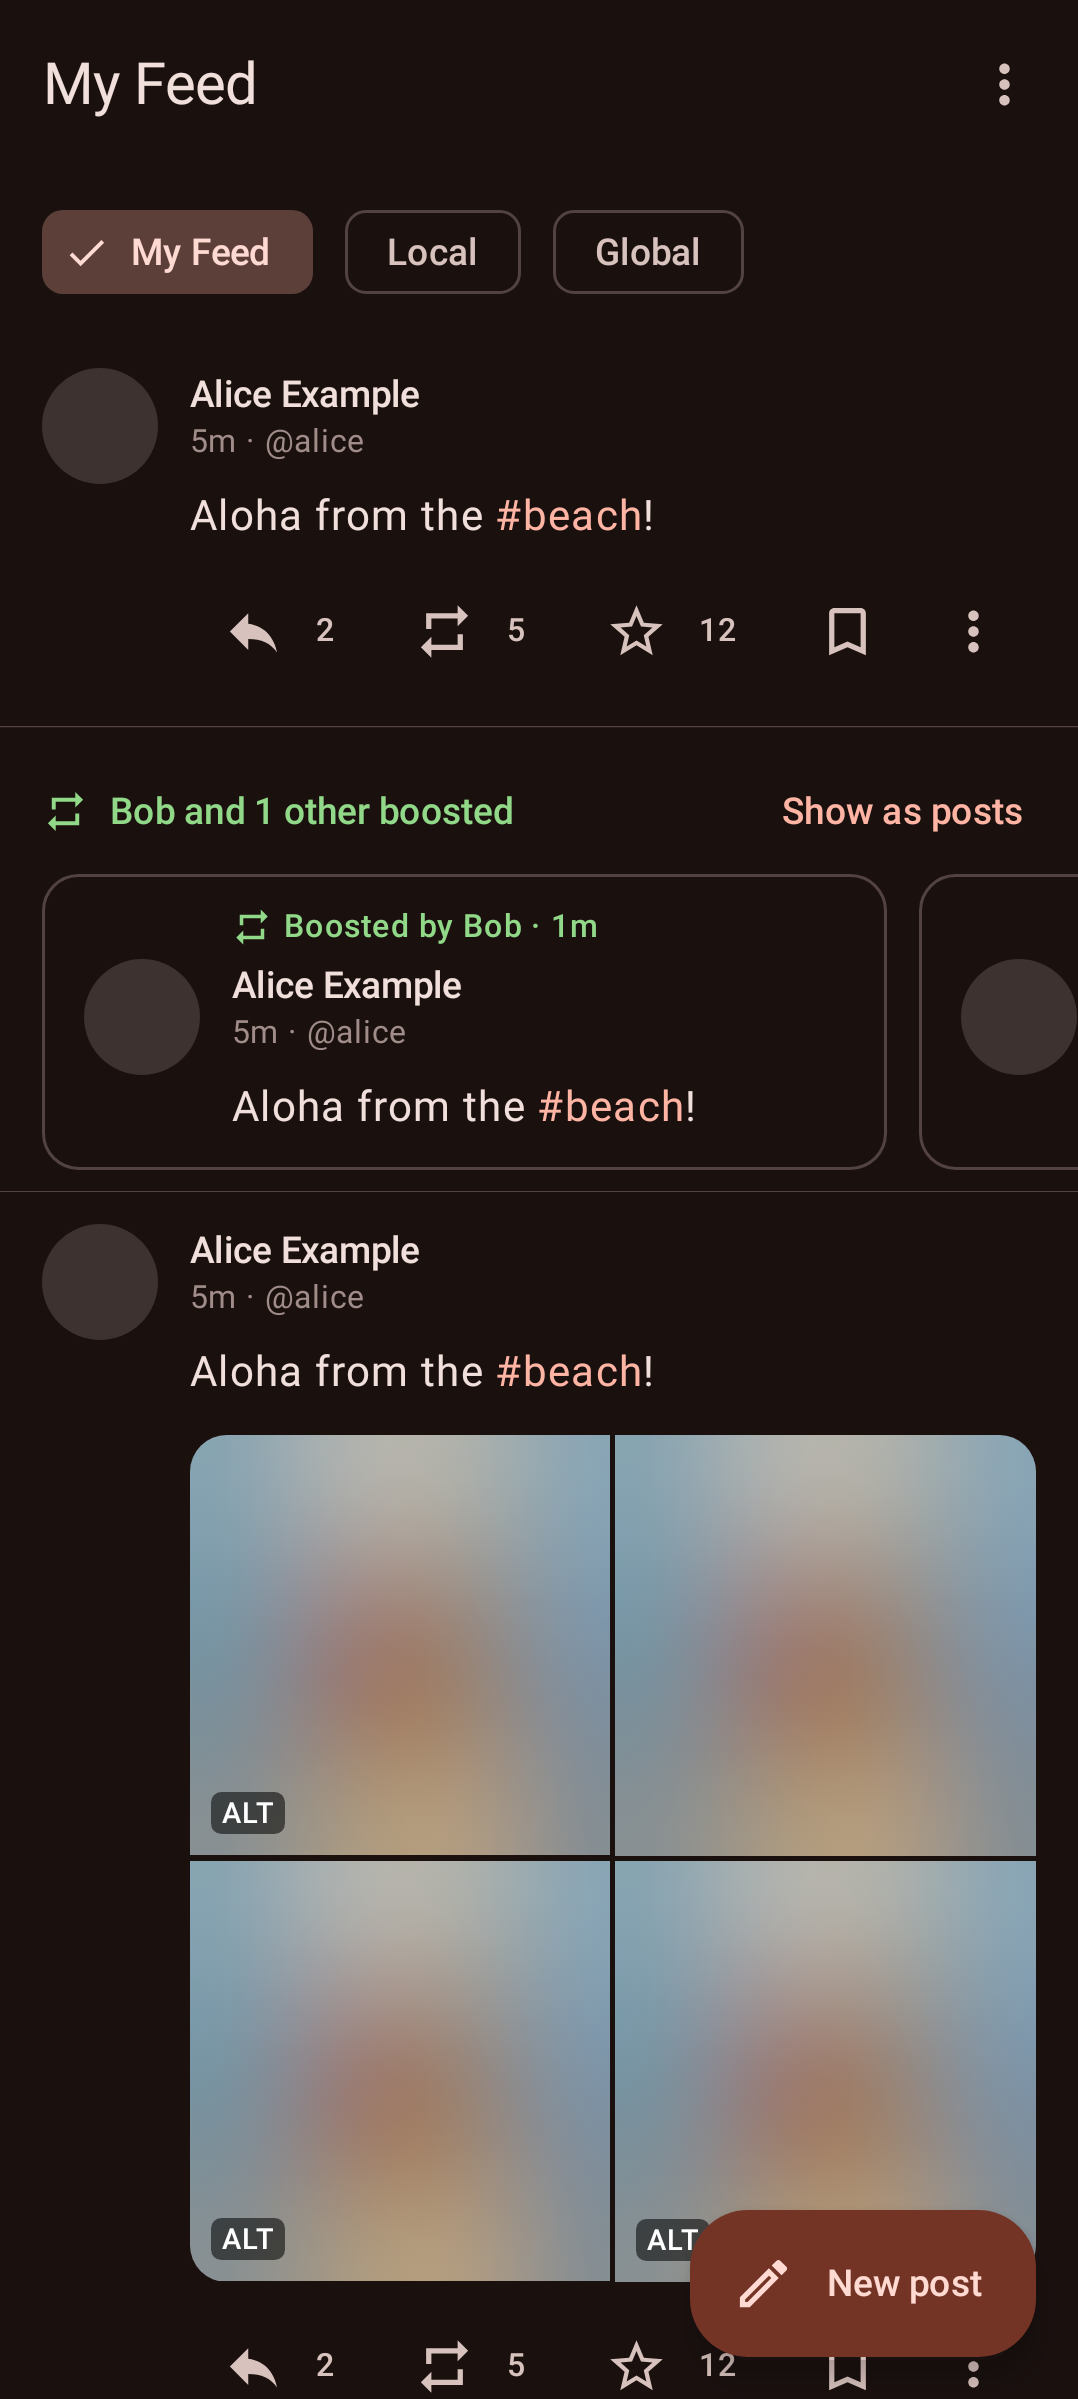 My Feed
My Feed Local Global
Alice Example
5m · @alice
Aloha from the #beach!
2 5 12
Bob and 1 other boosted Show as posts
Boosted by Bob · 1m
Alice Example
5m · @alice
Aloha from the #beach!
Alice Example
5m · @alice
Aloha from the #beach!
ALT
ALT ALT
New post
2 5 12